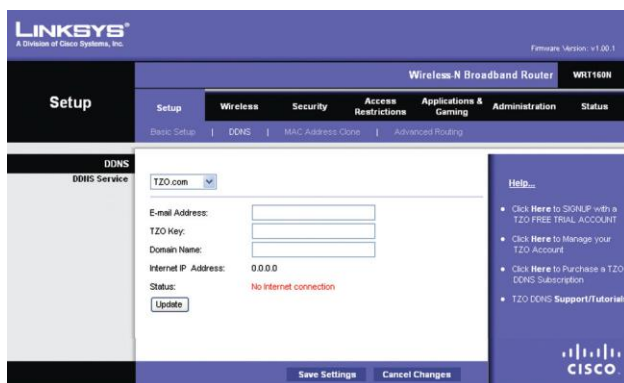 LINKSYS®
A Division of Cisco Systems, Inc.
Firmware Version: v1.00.1
Wireless-N Broadband Router WRT160N
Setup
Setup Wireless Security Access Restrictions Applications & Gaming Administration Status
Basic Setup | DDNS | MAC Address Clone | Advanced Routing
DDNS
DDNS Service
TZO.com
E-mail Address:
TZO Key:
Domain Name:
Internet IP Address: 0.0.0.0
Status: No Internet connection
Update
Help...
Click Here to SIGNUP with a
TZO FREE TRIAL ACCOUNT
Click Here to Manage your
TZO Account
Click Here to Purchase a TZO
DDNS Subscription
TZO DDNS Support/Tutorials
Save Settings Cancel Changes
CISCO